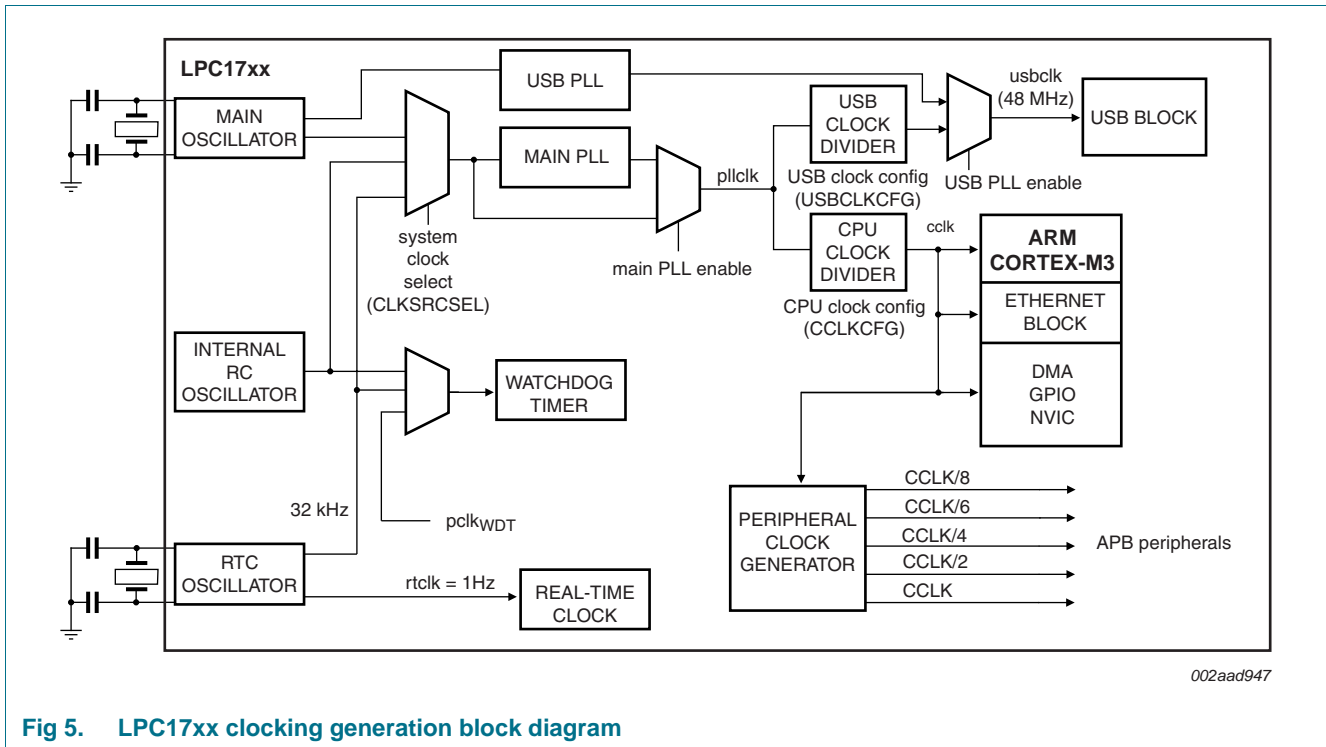 LPC17xx
MAIN
OSCILLATOR
USB PLL
MAIN PLL
system
clock
select
(CLKSRCSEL)
main PLL enable
pllclk
USB
CLOCK
DIVIDER
USB clock config
(USBCLKCFG)
usbclk
(48 MHz)
USB BLOCK
USB PLL enable
CPU
CLOCK
DIVIDER
CPU clock config
(CCLKCFG)
cclk
ARM
CORTEX-M3
ETHERNET
BLOCK
DMA
GPIO
NVIC
INTERNAL
RC
OSCILLATOR
WATCHDOG
TIMER
32 kHz
pclkWDT
RTC
OSCILLATOR
rtclk = 1Hz
REAL-TIME
CLOCK
PERIPHERAL
CLOCK
GENERATOR
CCLK/8
CCLK/6
CCLK/4
CCLK/2
CCLK
APB peripherals
002aad947
Fig 5. LPC17xx clocking generation block diagram